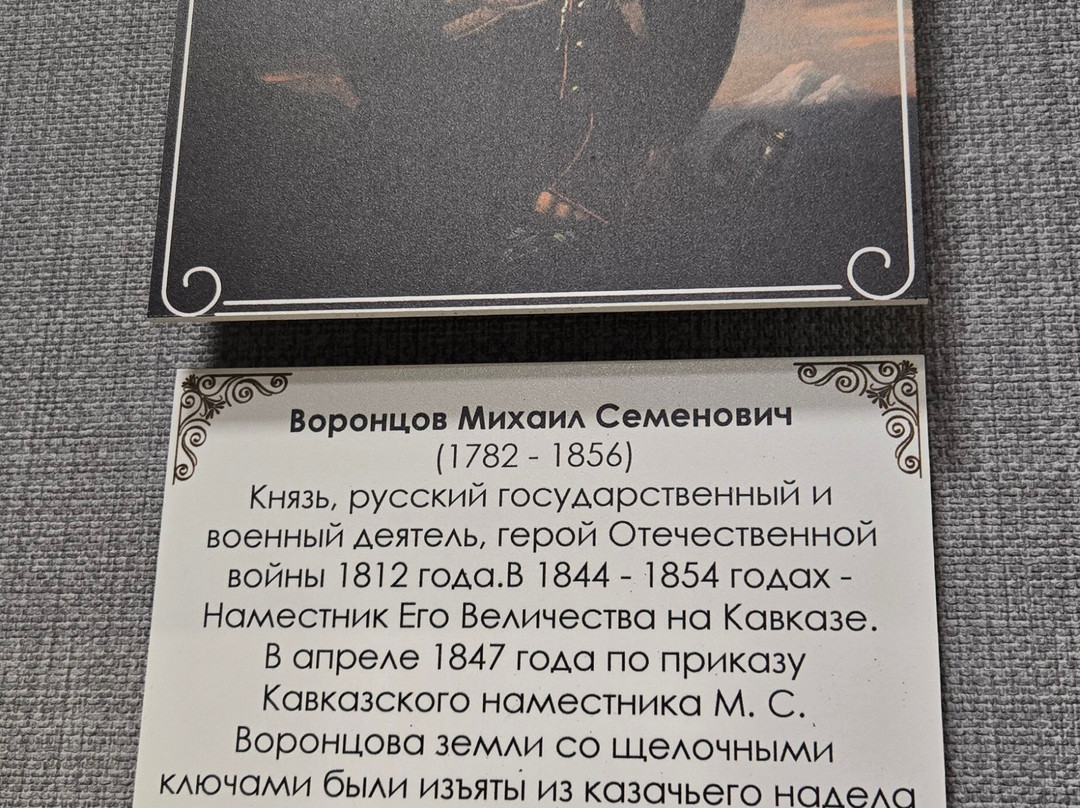 Воронцов Михаил Семенович
(1782 - 1856)
Князь, русский государственный и
военный деятель, герой Отечественной
войны 1812 года.В 1844 - 1854 годах -
Наместник Его Величества на Кавказе.
В апреле 1847 года по приказу
Кавказского наместника М. С.
Воронцова земли со щелочными
ключами были изъяты из казачьего надела